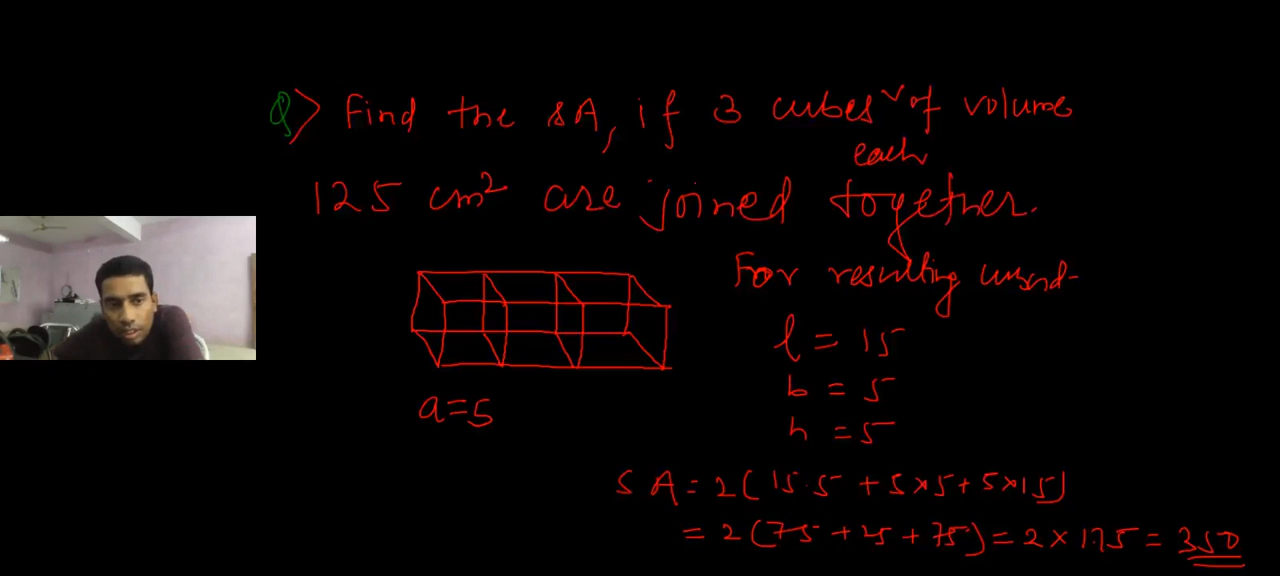 Q> Find the SA, if 3 cubes of volume
each
125 cm² are joined together.
For resulting cuboid-
l = 15
b = 5
h = 5
a=5
SA = 2(15.5 + 5×5 + 5×15)
= 2(75 + 25 + 75) = 2 × 175 = 350